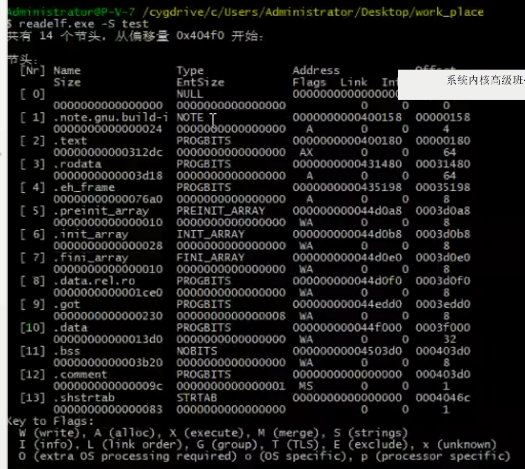 Administrator@P-V-7 /cygdrive/c/Users/Administrator/Desktop/work_place
$ readelf.exe -S test
共有 14 个节头，从偏移量 0x404f0 开始：
节头：
[Nr] Name Type Address Offset
Size EntSize Flags Link Inf
系统内核高级班
[ 0] NULL 0000000000000000
0000000000000000 0000000000000000 0 0 0
[ 1] .note.gnu.build-i NOTE 0000000000400158 00000158
0000000000000024 0000000000000000 A 0 0 4
[ 2] .text PROGBITS 0000000000400180 00000180
00000000000312dc 0000000000000000 AX 0 0 64
[ 3] .rodata PROGBITS 0000000000431480 00031480
0000000000003d18 0000000000000000 A 0 0 64
[ 4] .eh_frame PROGBITS 0000000000435198 00035198
00000000000076a0 0000000000000000 A 0 0 8
[ 5] .preinit_array PREINIT_ARRAY 000000000044d0a8 0003d0a8
0000000000000010 0000000000000000 WA 0 0 8
[ 6] .init_array INIT_ARRAY 000000000044d0b8 0003d0b8
0000000000000028 0000000000000000 WA 0 0 8
[ 7] .fini_array FINI_ARRAY 000000000044d0e0 0003d0e0
0000000000000010 0000000000000000 WA 0 0 8
[ 8] .data.rel.ro PROGBITS 000000000044d0f0 0003d0f0
0000000000001ce0 0000000000000000 WA 0 0 8
[ 9] .got PROGBITS 000000000044edd0 0003edd0
0000000000000230 0000000000000008 WA 0 0 8
[10] .data PROGBITS 000000000044f000 0003f000
00000000000013d0 0000000000000000 WA 0 0 32
[11] .bss NOBITS 00000000004503d0 000403d0
0000000000003b20 0000000000000000 WA 0 0 8
[12] .comment PROGBITS 0000000000000000 000403d0
000000000000009c 0000000000000001 MS 0 0 1
[13] .shstrtab STRTAB 0000000000000000 0004046c
0000000000000083 0000000000000000 0 0 1
Key to Flags:
W (write), A (alloc), X (execute), M (merge), S (strings)
I (info), L (link order), G (group), T (TLS), E (exclude), x (unknown)
O (extra OS processing required) o (OS specific), p (processor specific)